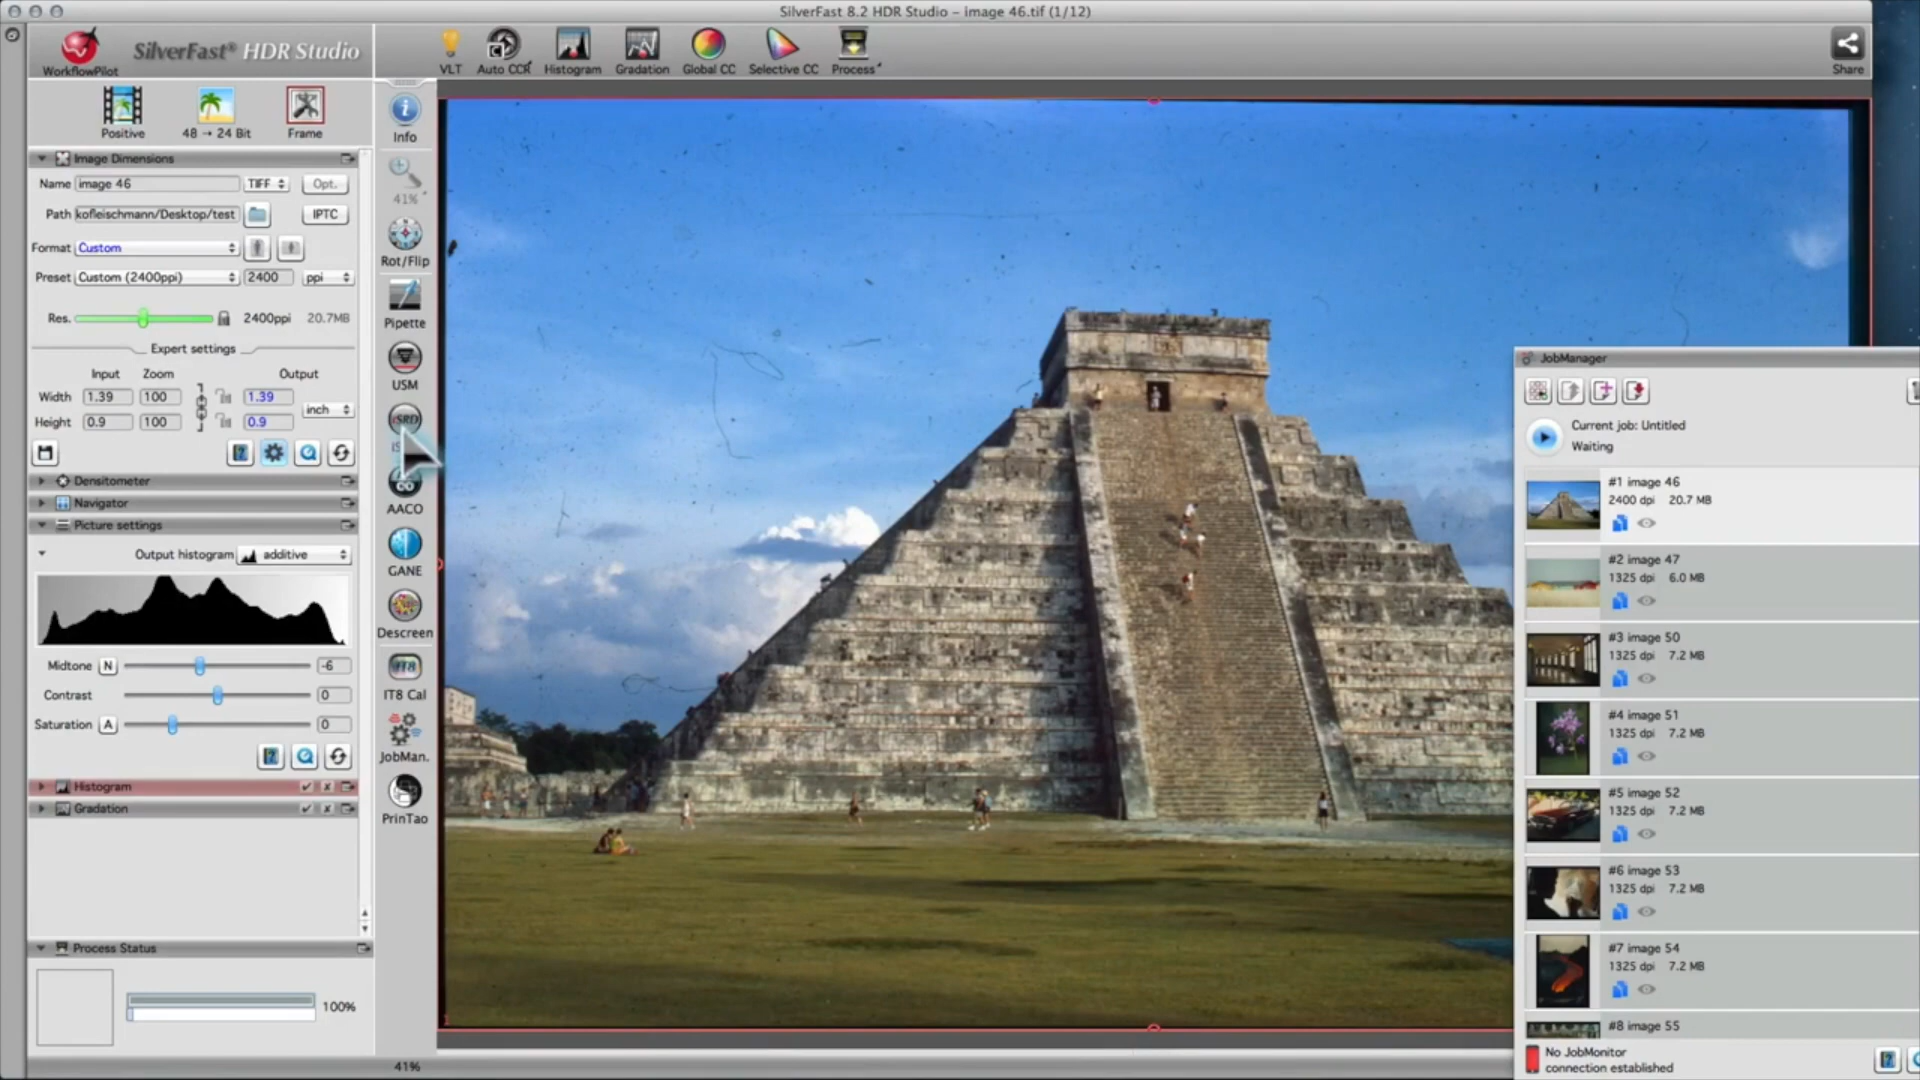 SilverFast 8.2 HDR Studio – image 46.tif (1/12)
WorkflowPilot
SilverFast® HDR Studio
VLT
Auto CCR
Histogram
Gradation
Global CC
Selective CC
Process
Share
Positive
48 → 24 Bit
Frame
Info
41%
Rot/Flip
Pipette
USM
iSRD
AACO
GANE
Descreen
IT8
IT8 Cal
JobMan.
PrinTao
Image Dimensions
Name image 46 TIFF Opt.
Path kofleischmann/Desktop/test IPTC
Format Custom
Preset Custom (2400ppi) 2400 ppi
Res. 2400ppi 20.7MB
Expert settings
Input Zoom Output
Width 1.39 100 1.39
inch
Height 0.9 100 0.9
Densitometer
Navigator
Picture settings
Output histogram additive
Midtone N -6
Contrast 0
Saturation A 0
Histogram
Gradation
Process Status
100%
41%
JobManager
Current job: Untitled
Waiting
#1 image 46
2400 dpi 20.7 MB
#2 image 47
1325 dpi 6.0 MB
#3 image 50
1325 dpi 7.2 MB
#4 image 51
1325 dpi 7.2 MB
#5 image 52
1325 dpi 7.2 MB
#6 image 53
1325 dpi 7.2 MB
#7 image 54
1325 dpi 7.2 MB
#8 image 55
No JobMonitor
connection established